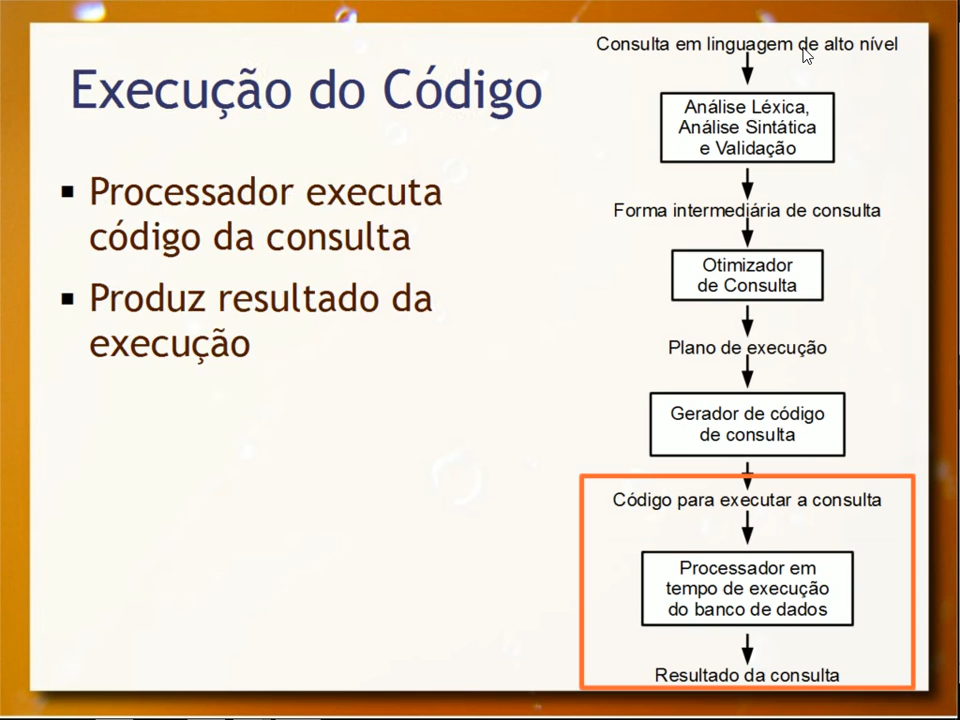 Execução do Código
Processador executa
código da consulta
Produz resultado da
execução
Consulta em linguagem de alto nível
Análise Léxica,
Análise Sintática
e Validação
Forma intermediária de consulta
Otimizador
de Consulta
Plano de execução
Gerador de código
de consulta
Código para executar a consulta
Processador em
tempo de execução
do banco de dados
Resultado da consulta